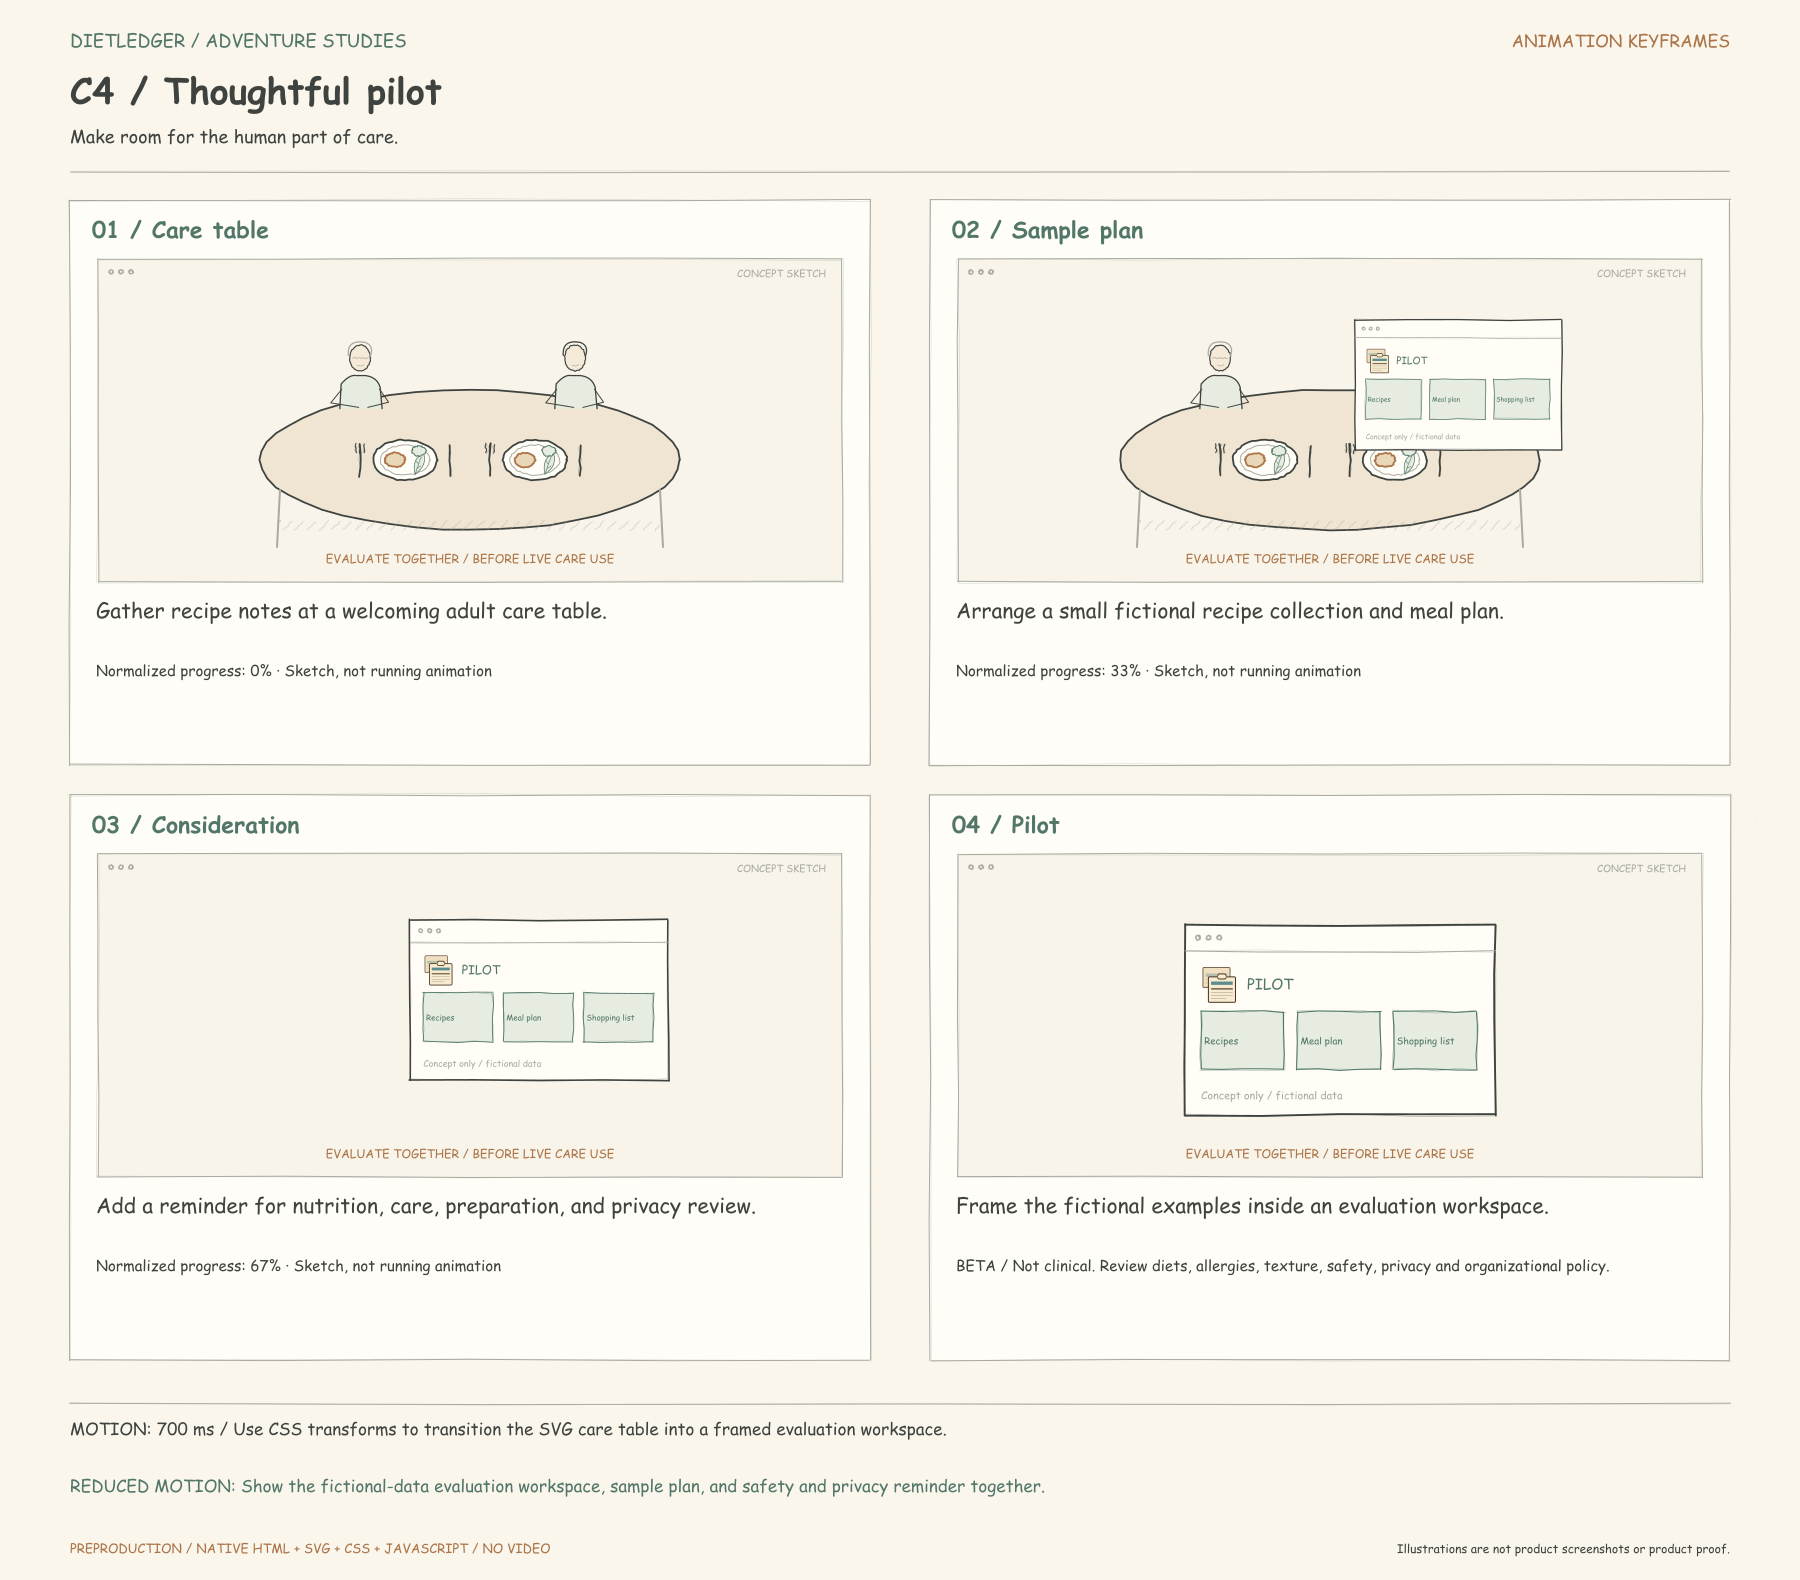 DIETLEDGER / ADVENTURE STUDIES
ANIMATION KEYFRAMES
C4 / Thoughtful pilot
Make room for the human part of care.
01 / Care table
CONCEPT SKETCH
EVALUATE TOGETHER / BEFORE LIVE CARE USE
Gather recipe notes at a welcoming adult care table.
Normalized progress: 0% · Sketch, not running animation
02 / Sample plan
CONCEPT SKETCH
PILOT
Recipes
Meal plan
Shopping list
Concept only / fictional data
EVALUATE TOGETHER / BEFORE LIVE CARE USE
Arrange a small fictional recipe collection and meal plan.
Normalized progress: 33% · Sketch, not running animation
03 / Consideration
CONCEPT SKETCH
PILOT
Recipes
Meal plan
Shopping list
Concept only / fictional data
EVALUATE TOGETHER / BEFORE LIVE CARE USE
Add a reminder for nutrition, care, preparation, and privacy review.
Normalized progress: 67% · Sketch, not running animation
04 / Pilot
CONCEPT SKETCH
PILOT
Recipes
Meal plan
Shopping list
Concept only / fictional data
EVALUATE TOGETHER / BEFORE LIVE CARE USE
Frame the fictional examples inside an evaluation workspace.
BETA / Not clinical. Review diets, allergies, texture, safety, privacy and organizational policy.
MOTION: 700 ms / Use CSS transforms to transition the SVG care table into a framed evaluation workspace.
REDUCED MOTION: Show the fictional-data evaluation workspace, sample plan, and safety and privacy reminder together.
PREPRODUCTION / NATIVE HTML + SVG + CSS + JAVASCRIPT / NO VIDEO
Illustrations are not product screenshots or product proof.